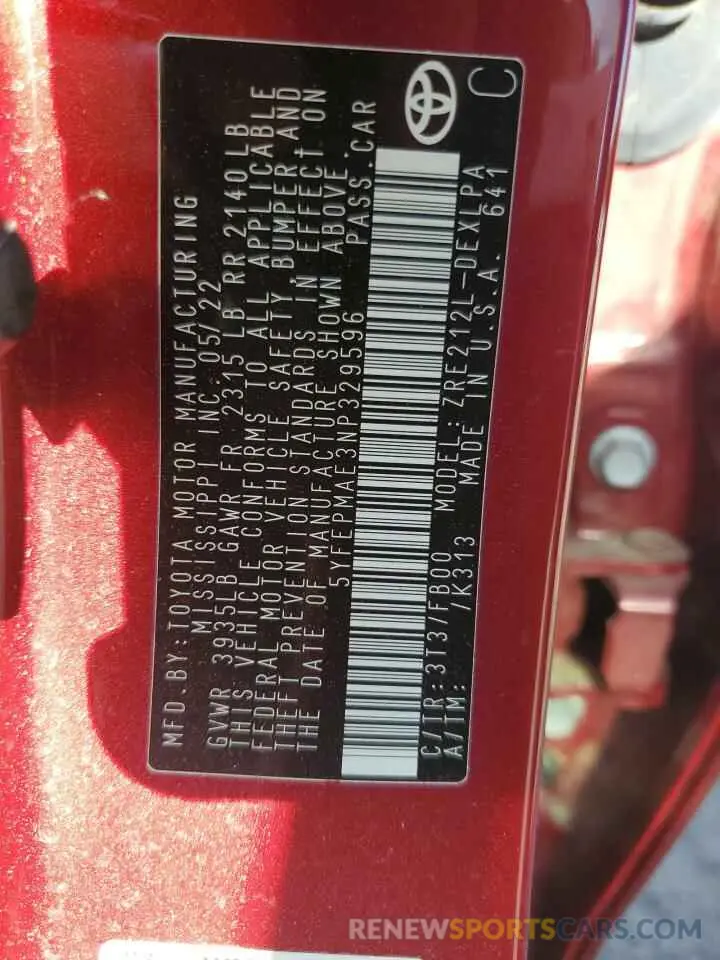 MFD.BY:TOYOTA MOTOR MANUFACTURING
MISSISSIPPI INC. 05/22
GVWR 3935LB GAWR FR 2315 LB RR 2140LB
THIS VEHICLE CONFORMS TO ALL APPLICABLE
FEDERAL MOTOR VEHICLE SAFETY BUMPER AND
THEFT PREVENTION STANDARDS IN EFFECT ON
THE DATE OF MANUFACTURE SHOWN ABOVE.
5YFEPMAE3NP329596 PASS.CAR
C/TR:3T3/FB00 MODEL:ZRE212L-DEXLPA
A/TM: /K313 MADE IN U.S.A. 641
C
RENEWSPORTSCARS.COM